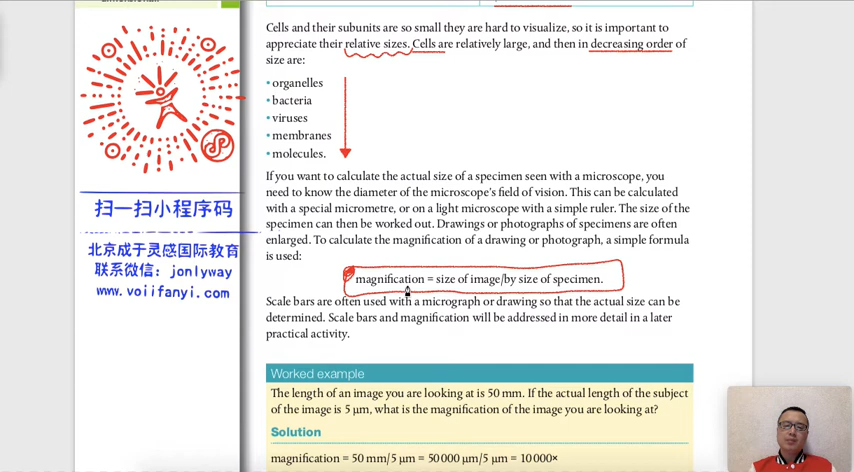 Cells and their subunits are so small they are hard to visualize, so it is important to
appreciate their relative sizes. Cells are relatively large, and then in decreasing order of
size are:
• organelles
• bacteria
• viruses
• membranes
• molecules.
If you want to calculate the actual size of a specimen seen with a microscope, you
need to know the diameter of the microscope's field of vision. This can be calculated
with a special micrometre, or on a light microscope with a simple ruler. The size of the
specimen can then be worked out. Drawings or photographs of specimens are often
enlarged. To calculate the magnification of a drawing or photograph, a simple formula
is used:
magnification = size of image/by size of specimen.
Scale bars are often used with a micrograph or drawing so that the actual size can be
determined. Scale bars and magnification will be addressed in more detail in a later
practical activity.
Worked example
The length of an image you are looking at is 50 mm. If the actual length of the subject
of the image is 5 μm, what is the magnification of the image you are looking at?
Solution
magnification = 50 mm/5 μm = 50 000 μm/5 μm = 10 000×
扫一扫小程序码
北京成于灵感国际教育
联系微信：jonlyway
www.voiifanyi.com